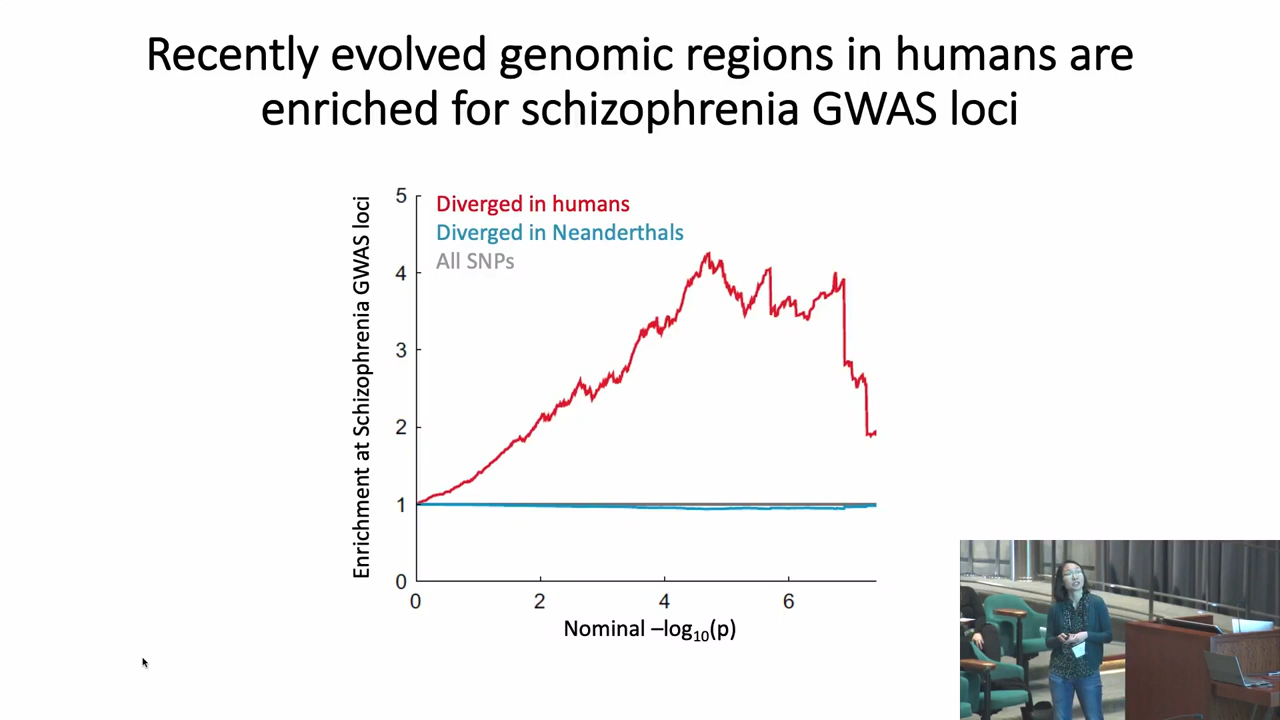 Recently evolved genomic regions in humans are
enriched for schizophrenia GWAS loci
Enrichment at Schizophrenia GWAS loci
5
4
3
2
1
0
Diverged in humans
Diverged in Neanderthals
All SNPs
0 2 4 6
Nominal –log10(p)